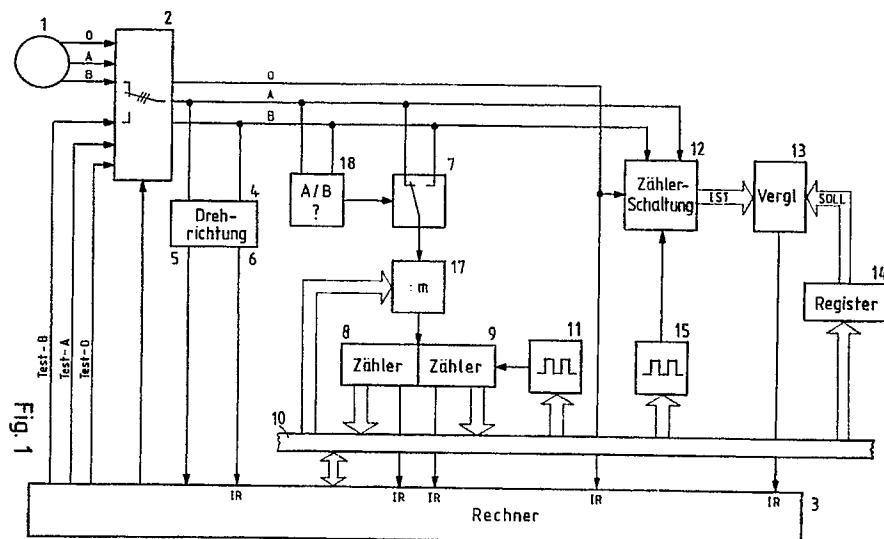 1
2
0
A
B
0
A
B
18
7
12
13
A/B
?
Zähler-
Schaltung
IST
Vergl
SOLL
4
Dreh-
richtung
5
6
17
: m
14
Register
8
9
11
15
Zähler
Zähler
Test-B
Test-A
Test-0
10
Fig. 1
IR
IR
IR
IR
IR
3
Rechner